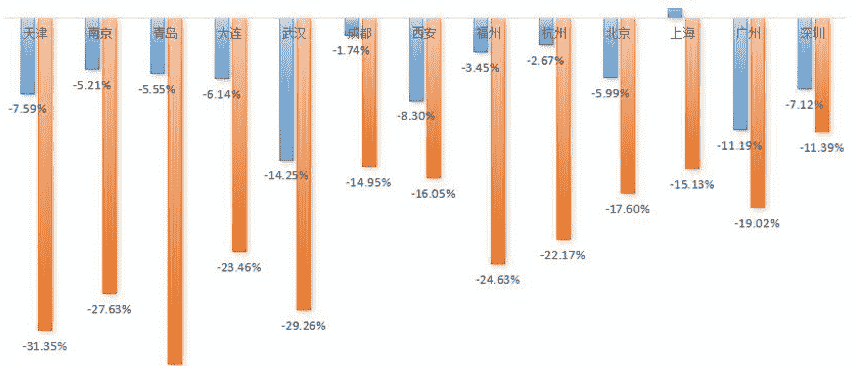 天津 南京 青岛 大连 武汉 成都 西安 福州 杭州 北京 上海 广州 深圳
-1.74% -3.45% -2.67%
-7.59% -5.21% -5.55% -6.14% -5.99% -7.12%
-8.30%
-14.25% -11.19% -11.39%
-14.95% -16.05% -15.13%
-17.60% -19.02%
-23.46% -24.63% -22.17%
-27.63% -29.26%
-31.35%